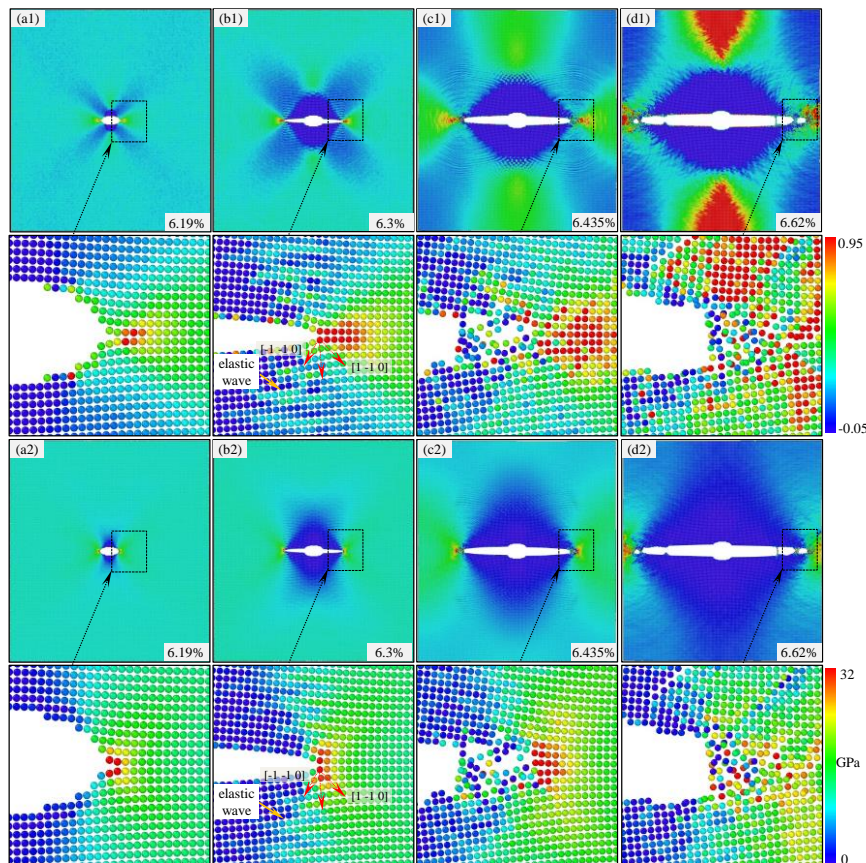 (a1)
(b1)
(c1)
(d1)
6.19%
6.3%
6.435%
6.62%
0.95
[-1 -1 0]
[1 -1 0]
elastic
wave
-0.05
(a2)
(b2)
(c2)
(d2)
6.19%
6.3%
6.435%
6.62%
32
GPa
[-1 -1 0]
[1 -1 0]
elastic
wave
0